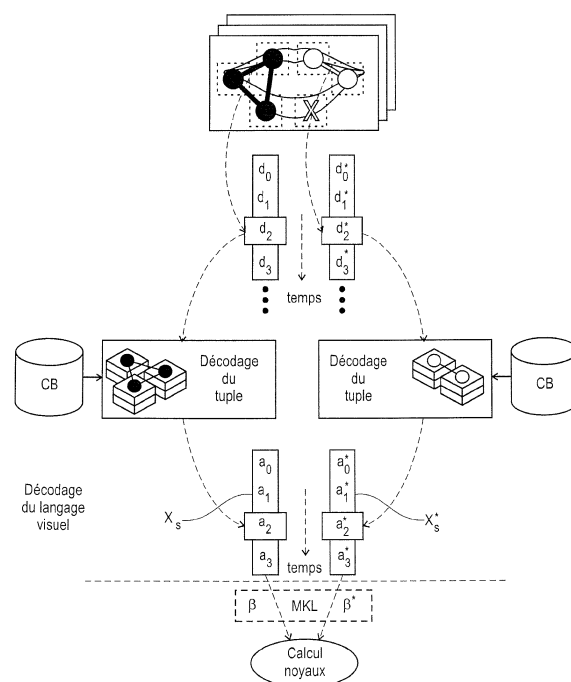 X
d0 d0*
d1 d1*
d2 d2*
d3 d3*
temps
CB
Décodage
du
tuple
Décodage
du
tuple
CB
Décodage
du langage
visuel
a0 a0*
a1 a1*
Xs Xs*
a2 a2*
a3 a3*
temps
β MKL β*
Calcul
noyaux